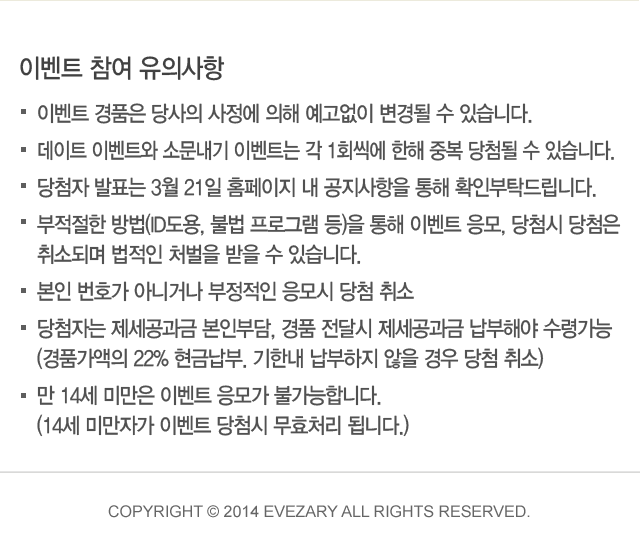 이벤트 참여 유의사항
▪ 이벤트 경품은 당사의 사정에 의해 예고없이 변경될 수 있습니다.
▪ 데이트 이벤트와 소문내기 이벤트는 각 1회씩에 한해 중복 당첨될 수 있습니다.
▪ 당첨자 발표는 3월 21일 홈페이지 내 공지사항을 통해 확인부탁드립니다.
▪ 부적절한 방법(ID도용, 불법 프로그램 등)을 통해 이벤트 응모, 당첨시 당첨은
취소되며 법적인 처벌을 받을 수 있습니다.
▪ 본인 번호가 아니거나 부정적인 응모시 당첨 취소
▪ 당첨자는 제세공과금 본인부담, 경품 전달시 제세공과금 납부해야 수령가능
(경품가액의 22% 현금납부. 기한내 납부하지 않을 경우 당첨 취소)
▪ 만 14세 미만은 이벤트 응모가 불가능합니다.
(14세 미만자가 이벤트 당첨시 무효처리 됩니다.)
COPYRIGHT © 2014 EVEZARY ALL RIGHTS RESERVED.